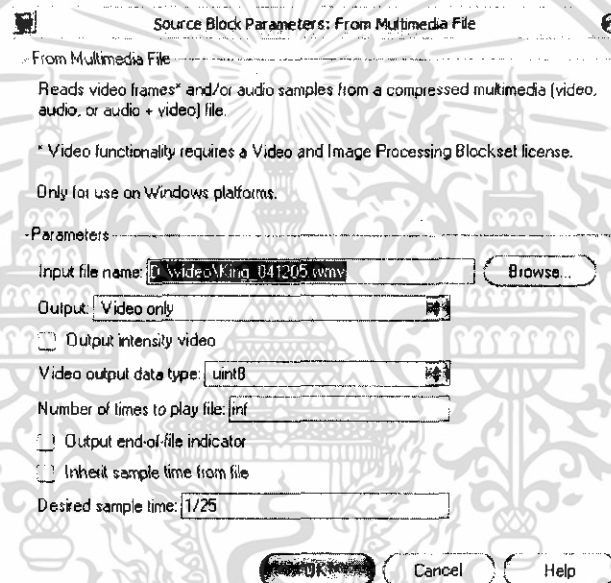 Source Block Parameters: From Multimedia File
From Multimedia File
Reads video frames* and/or audio samples from a compressed multimedia (video,
audio, or audio + video) file.
* Video functionality requires a Video and Image Processing Blockset license.
Only for use on Windows platforms.
Parameters
Input file name: D:\video\King_041205.wmv Browse...
Output: Video only
Output intensity video
Video output data type: uint8
Number of times to play file: inf
Output end-of-file indicator
Inherit sample time from file
Desired sample time: 1/25
OK Cancel Help